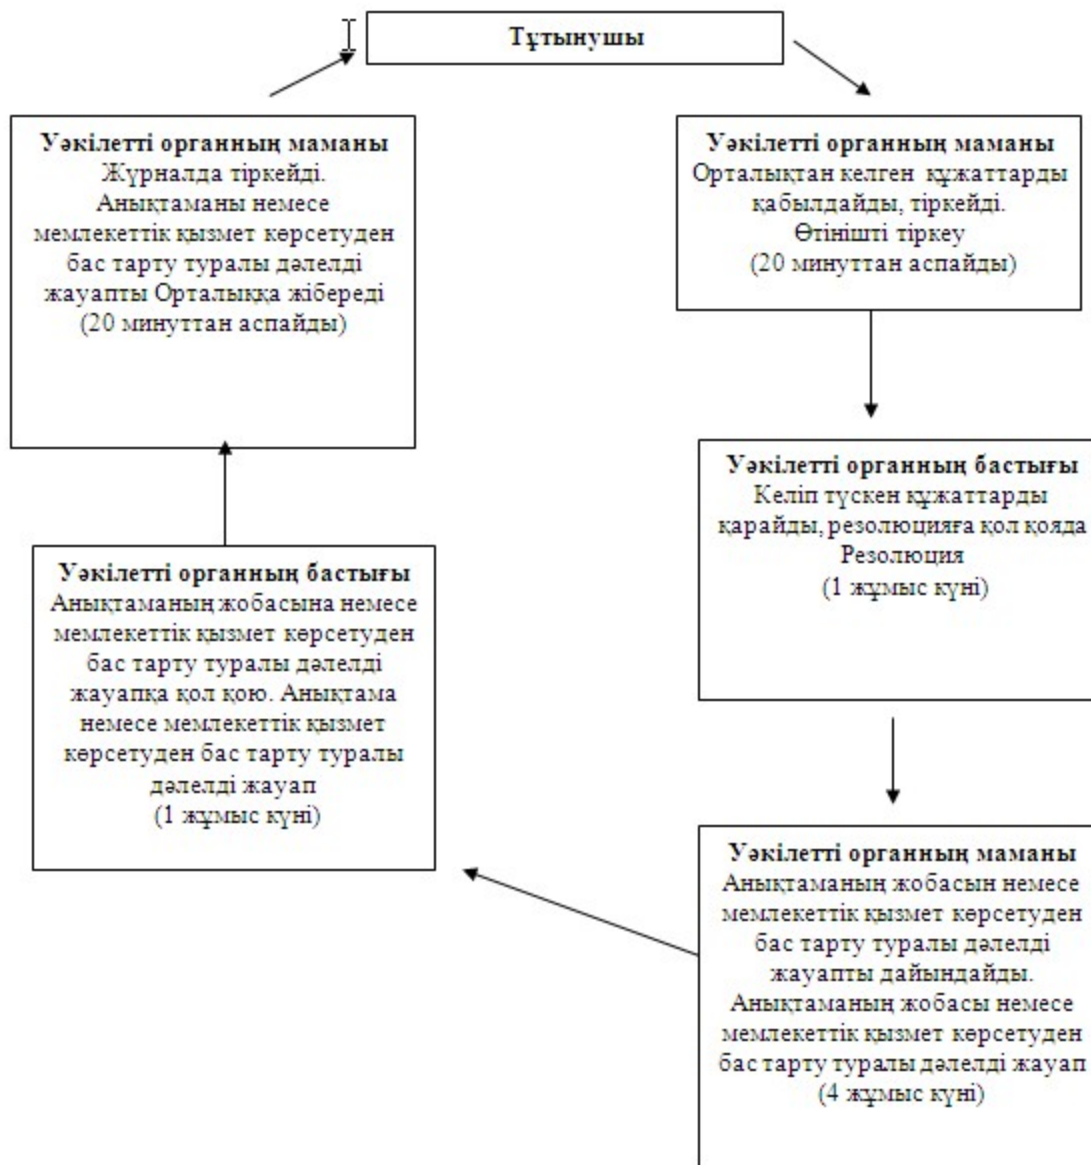 Тұтынушы
Уәкілетті органның маманы
Орталықтан келген құжаттарды
қабылдайды, тіркейді.
Өтінішті тіркеу
(20 минуттан аспайды)
Уәкілетті органның бастығы
Келіп түскен құжаттарды
қарайды, резолюцияға қол қояда
Резолюция
(1 жұмыс күні)
Уәкілетті органның маманы
Анықтаманың жобасын немесе
мемлекеттік қызмет көрсетуден
бас тарту туралы дәлелді
жауапты дайындайды.
Анықтаманың жобасы немесе
мемлекеттік қызмет көрсетуден
бас тарту туралы дәлелді жауап
(4 жұмыс күні)
Уәкілетті органның бастығы
Анықтаманың жобасына немесе
мемлекеттік қызмет көрсетуден
бас тарту туралы дәлелді
жауапқа қол қою. Анықтама
немесе мемлекеттік қызмет
көрсетуден бас тарту туралы
дәлелді жауап
(1 жұмыс күні)
Уәкілетті органның маманы
Журналда тіркейді.
Анықтаманы немесе
мемлекеттік қызмет көрсетуден
бас тарту туралы дәлелді
жауапты Орталыққа жібереді
(20 минуттан аспайды)